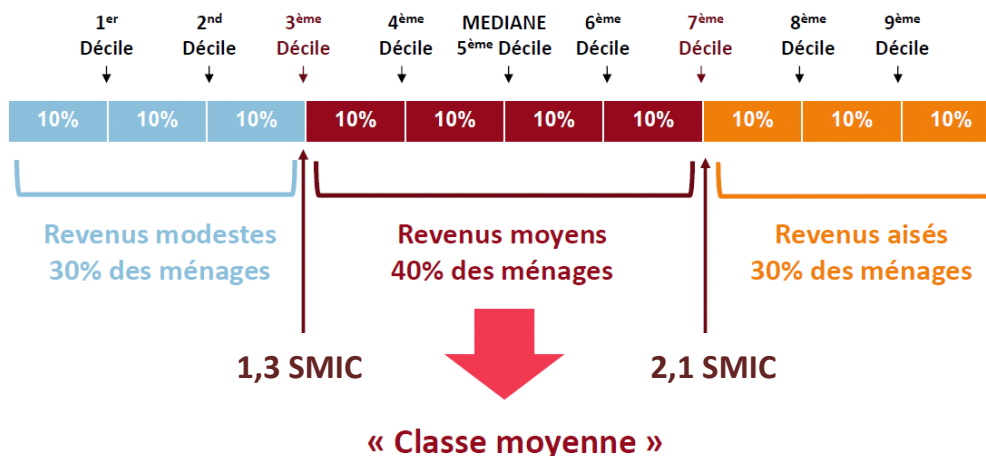 1er 2nd 3ème 4ème MEDIANE 6ème 7ème 8ème 9ème
Décile Décile Décile Décile 5ème Décile Décile Décile Décile Décile
10% 10% 10% 10% 10% 10% 10% 10% 10% 10%
Revenus modestes Revenus moyens Revenus aisés
30% des ménages 40% des ménages 30% des ménages
1,3 SMIC 2,1 SMIC
« Classe moyenne »